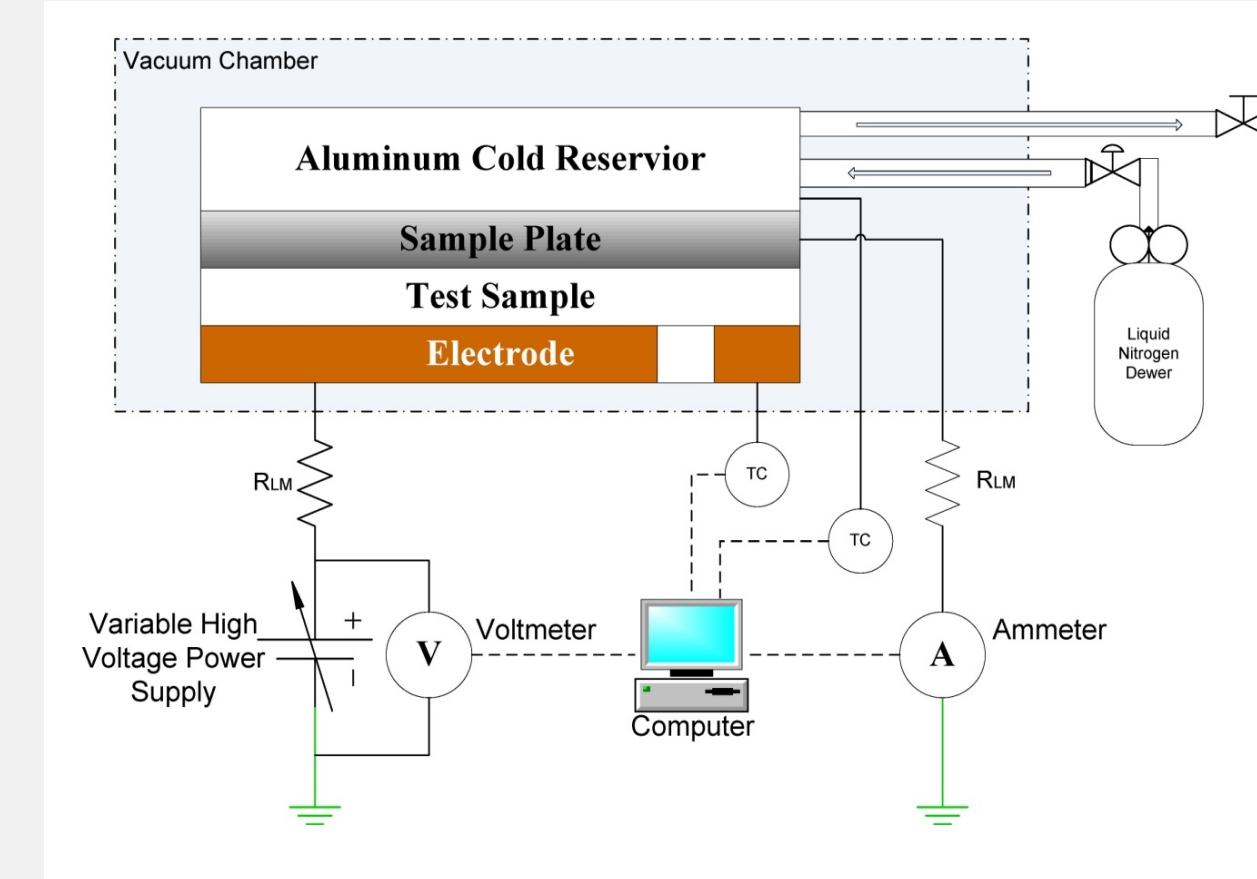 Vacuum Chamber
Aluminum Cold Reservior
Sample Plate
Test Sample
Electrode
Liquid
Nitrogen
Dewer
RLM
TC
RLM
TC
Variable High
Voltage Power
Supply
+
–
V
Voltmeter
Computer
A
Ammeter